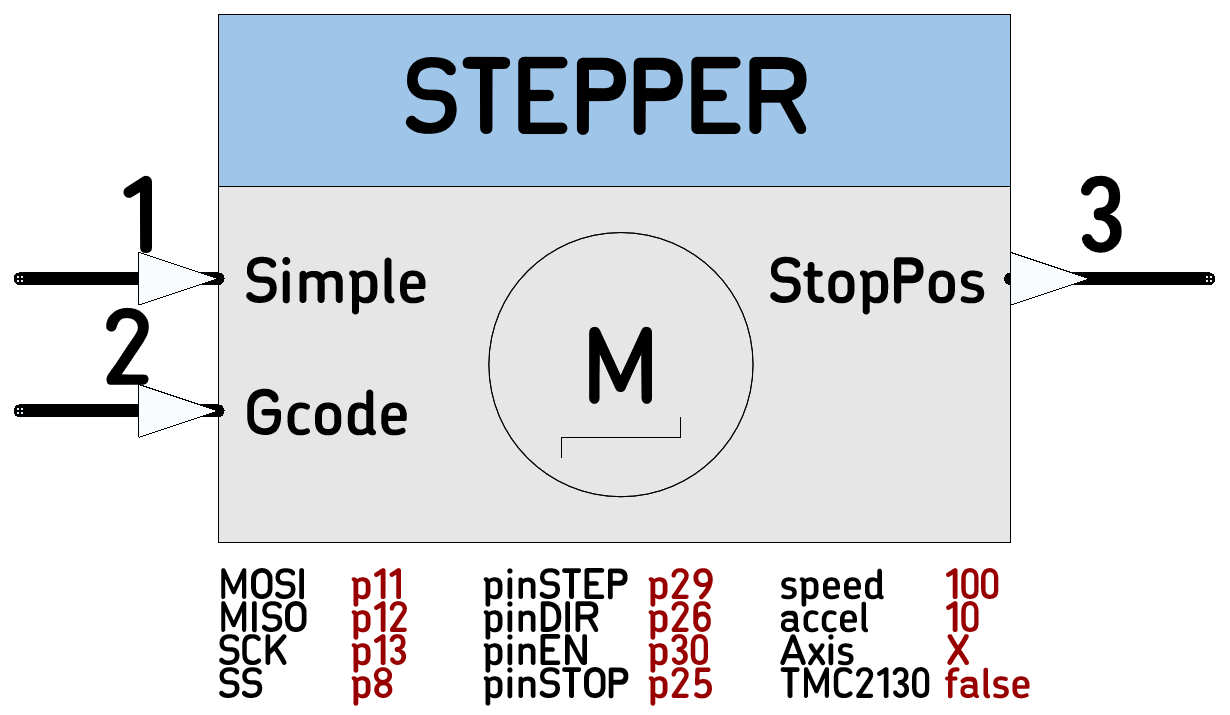 STEPPER
1
Simple
StopPos
3
2
Gcode
M
MOSI p11 pinSTEP p29 speed 100
MISO p12 pinDIR p26 accel 10
SCK p13 pinEN p30 Axis X
SS p8 pinSTOP p25 TMC2130 false